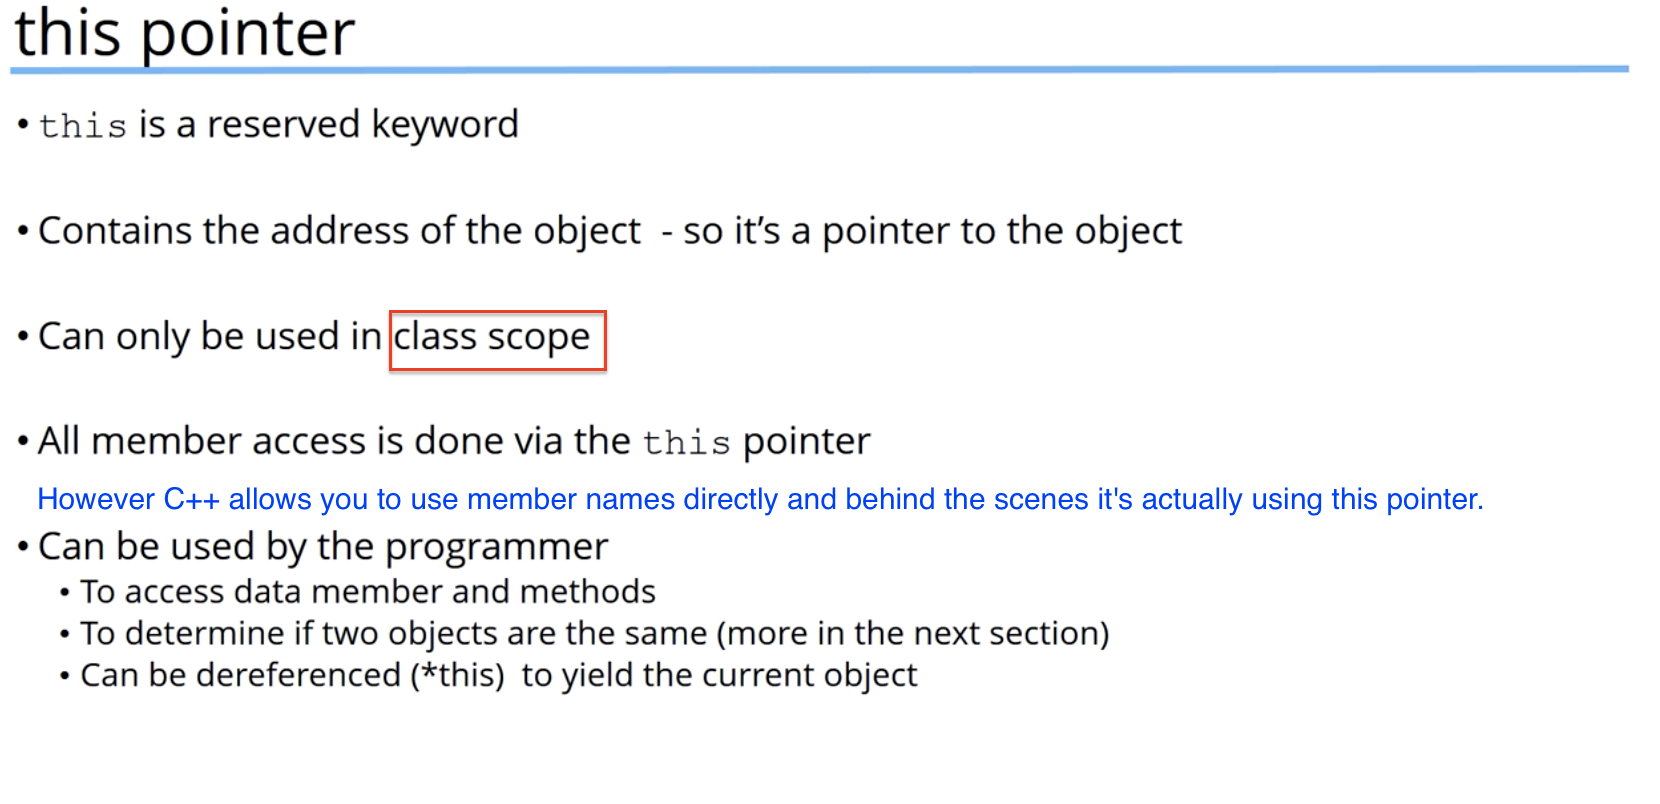 this pointer
• this is a reserved keyword
• Contains the address of the object - so it's a pointer to the object
• Can only be used in class scope
• All member access is done via the this pointer
However C++ allows you to use member names directly and behind the scenes it's actually using this pointer.
• Can be used by the programmer
• To access data member and methods
• To determine if two objects are the same (more in the next section)
• Can be dereferenced (*this) to yield the current object